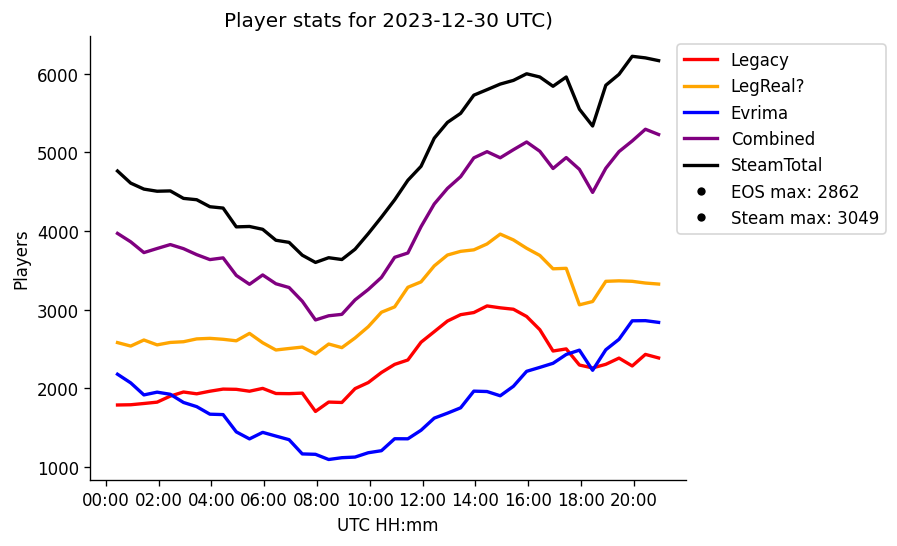 Player stats for 2023-12-30 UTC)
Legacy
LegReal?
Evrima
Combined
SteamTotal
EOS max: 2862
Steam max: 3049
Players
6000
5000
4000
3000
2000
1000
00:00 02:00 04:00 06:00 08:00 10:00 12:00 14:00 16:00 18:00 20:00
UTC HH:mm